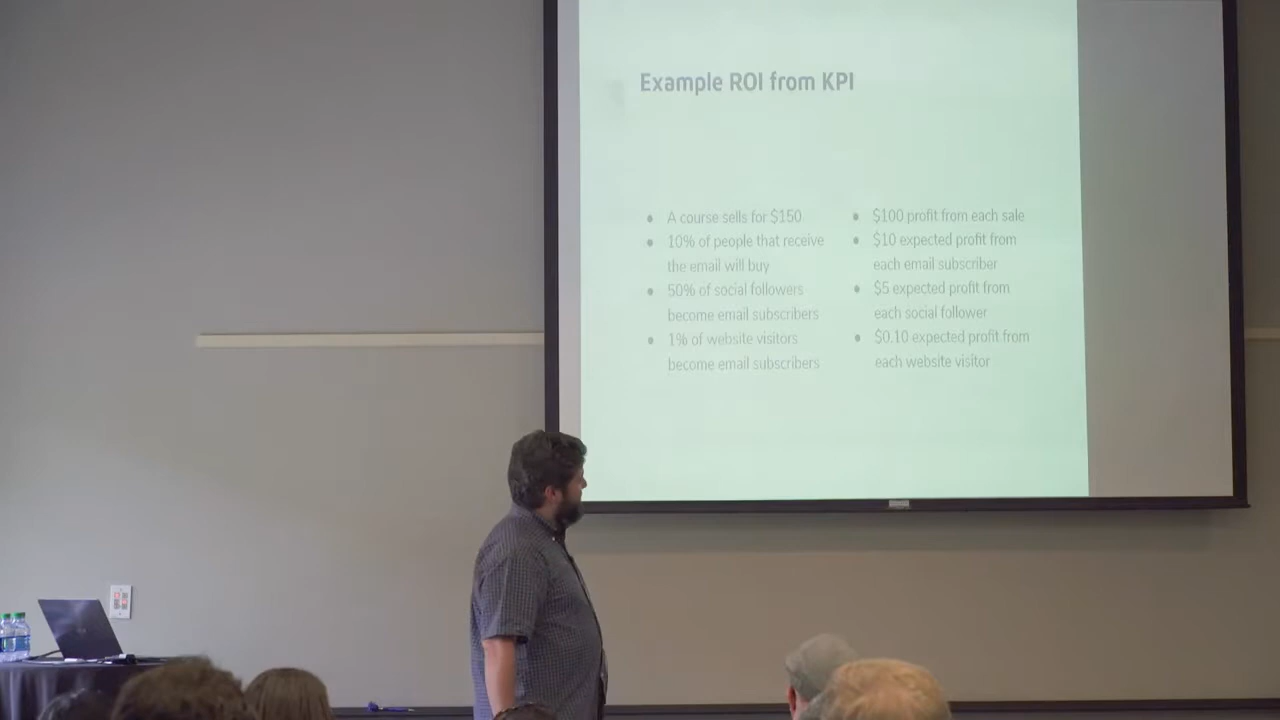 Example ROI from KPI
• A course sells for $150
• 10% of people that receive
the email will buy
• 50% of social followers
become email subscribers
• 1% of website visitors
become email subscribers
• $100 profit from each sale
• $10 expected profit from
each email subscriber
• $5 expected profit from
each social follower
• $0.10 expected profit from
each website visitor